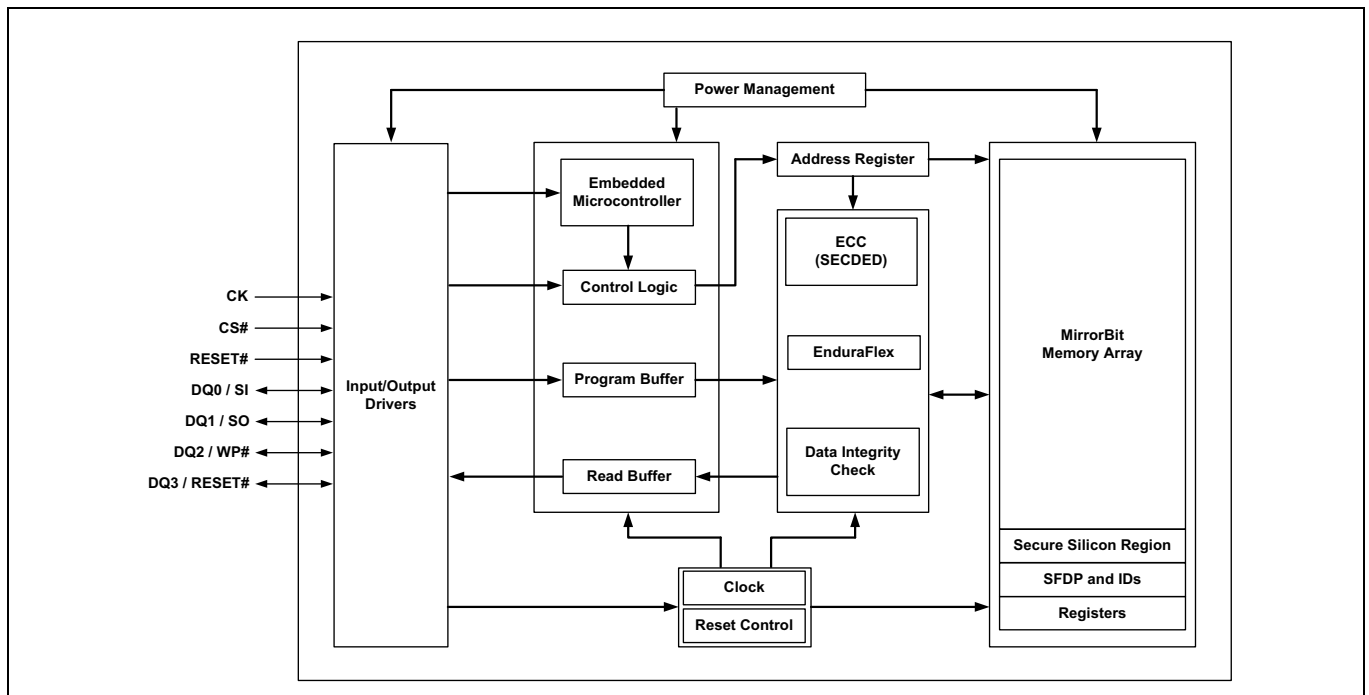 Power Management
Address Register
Embedded
Microcontroller
ECC
(SECDED)
Control Logic
CK
CS#
RESET#
DQ0 / SI
DQ1 / SO
DQ2 / WP#
DQ3 / RESET#
Input/Output
Drivers
Program Buffer
Read Buffer
EnduraFlex
Data Integrity
Check
MirrorBit
Memory Array
Secure Silicon Region
SFDP and IDs
Registers
Clock
Reset Control